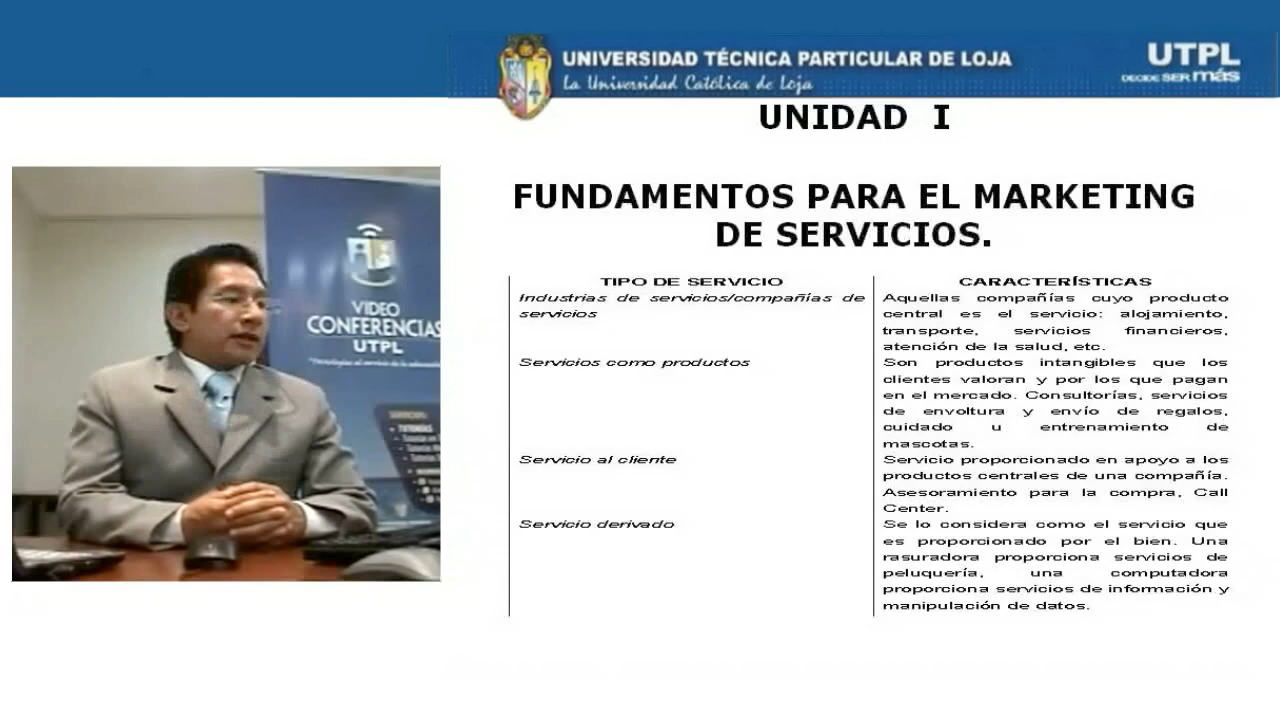 UNIVERSIDAD TÉCNICA PARTICULAR DE LOJA
La Universidad Católica de Loja
UTPL
DECIDE SER más
UNIDAD I
FUNDAMENTOS PARA EL MARKETING
DE SERVICIOS.
VIDEO
CONFERENCIAS
UTPL
TIPO DE SERVICIO
Industrias de servicios/compañías de
servicios
Servicios como productos
Servicio al cliente
Servicio derivado
CARACTERÍSTICAS
Aquellas compañías cuyo producto
central es el servicio: alojamiento,
transporte, servicios financieros,
atención de la salud, etc.
Son productos intangibles que los
clientes valoran y por los que pagan
en el mercado. Consultorías, servicios
de envoltura y envío de regalos,
cuidado u entrenamiento de
mascotas.
Servicio proporcionado en apoyo a los
productos centrales de una compañía.
Asesoramiento para la compra, Call
Center.
Se lo considera como el servicio que
es proporcionado por el bien. Una
rasuradora proporciona servicios de
peluquería, una computadora
proporciona servicios de información y
manipulación de datos.